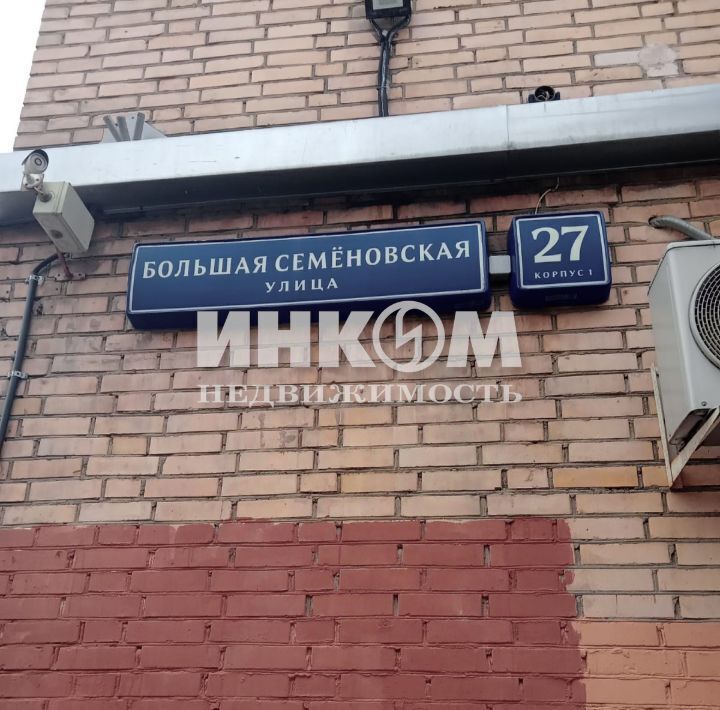 БОЛЬШАЯ СЕМЁНОВСКАЯ
УЛИЦА
27
КОРПУС 1
ИНКОМ
НЕДВИЖИМОСТЬ